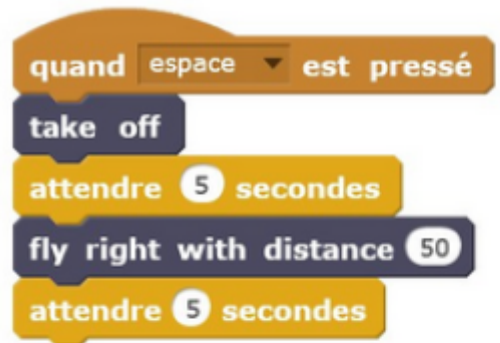 quand espace est pressé
take off
attendre 5 secondes
fly right with distance 50
attendre 5 secondes